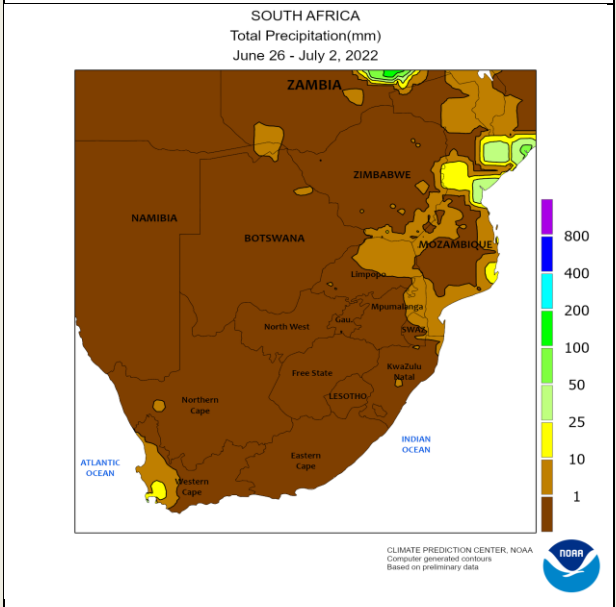 SOUTH AFRICA
Total Precipitation(mm)
June 26 - July 2, 2022
ZAMBIA
ZIMBABWE
NAMIBIA
BOTSWANA
MOZAMBIQUE
Limpopo
Mpumalanga
North West
Gau.
SWAZ.
Free State
KwaZulu
Natal
LESOTHO
Northern
Cape
Eastern
Cape
Western
Cape
ATLANTIC
OCEAN
INDIAN
OCEAN
800
400
200
100
50
25
10
1
CLIMATE PREDICTION CENTER, NOAA
Computer generated contours
Based on preliminary data
NOAA